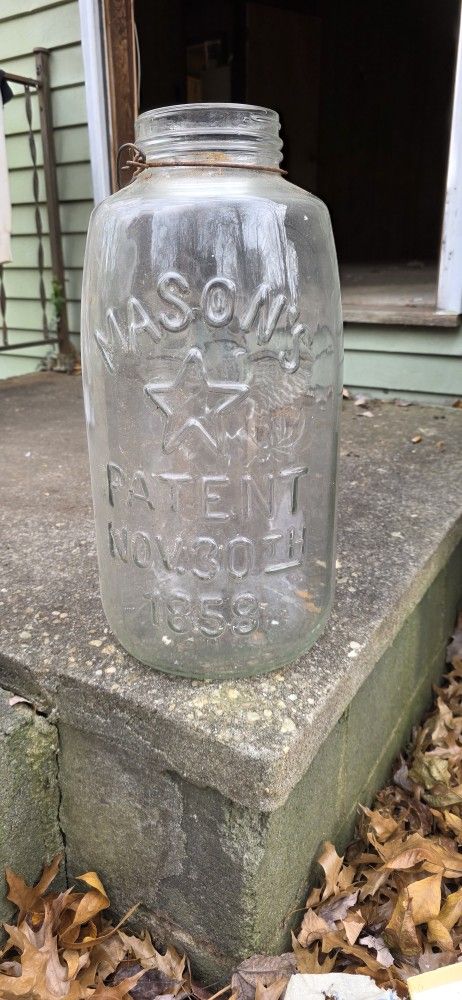 MASON'S
PATENT
NOV. 30TH
1858